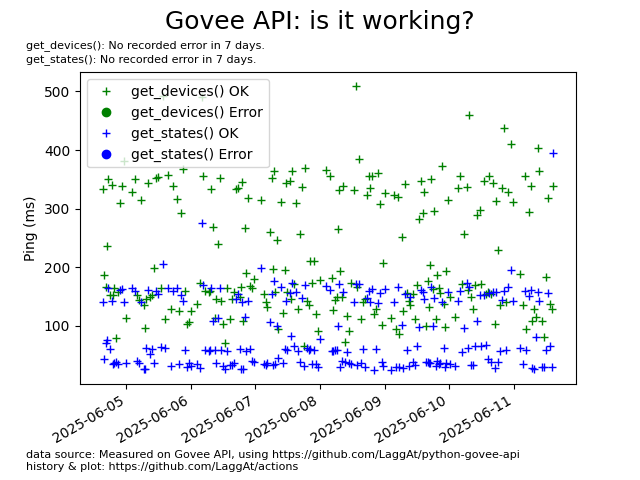 Govee API: is it working?
get_devices(): No recorded error in 7 days.
get_states(): No recorded error in 7 days.
get_devices() OK
get_devices() Error
get_states() OK
get_states() Error
Ping (ms)
500
400
300
200
100
2025-06-05
2025-06-06
2025-06-07
2025-06-08
2025-06-09
2025-06-10
2025-06-11
data source: Measured on Govee API, using https://github.com/LaggAt/python-govee-api
history & plot: https://github.com/LaggAt/actions